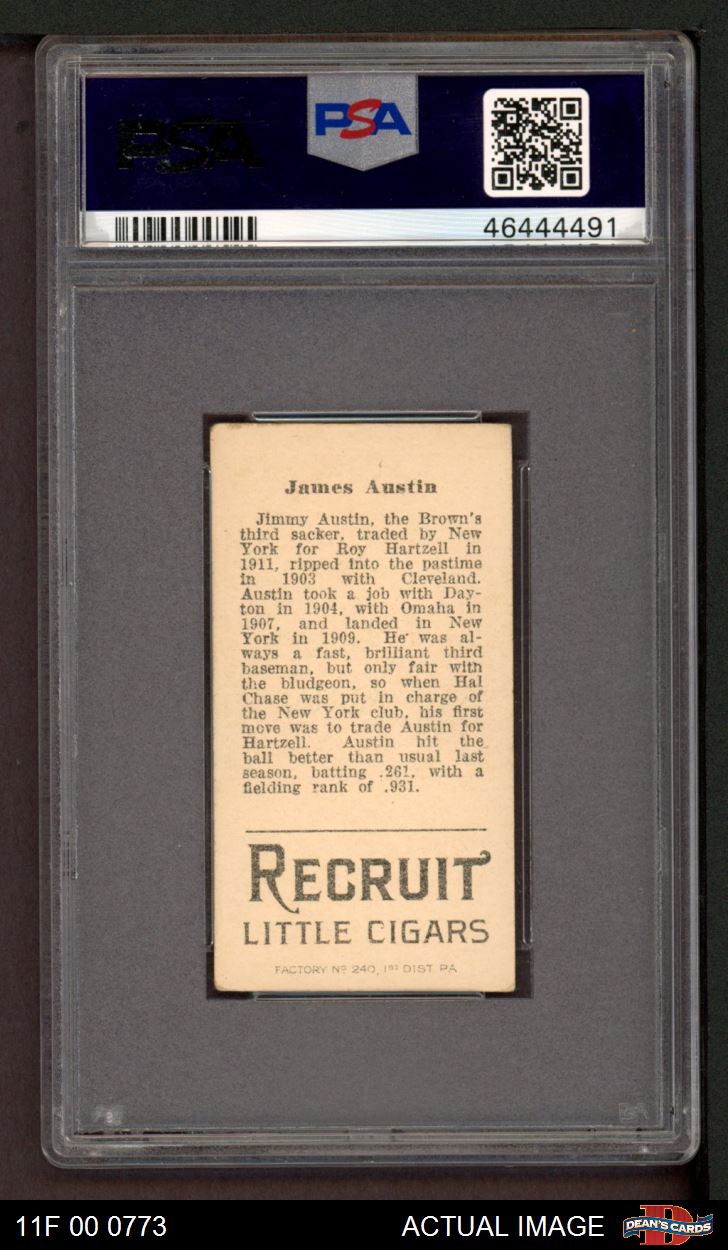 PSA
PSA
46444491
James Austin
Jimmy Austin, the Brown's
third sacker, traded by New
York for Roy Hartzell in
1911, ripped into the pastime
in 1903 with Cleveland.
Austin took a job with Day-
ton in 1904, with Omaha in
1907, and landed in New
York in 1909. He was al-
ways a fast, brilliant third
baseman, but only fair with
the bludgeon, so when Hal
Chase was put in charge of
the New York club, his first
move was to trade Austin for
Hartzell. Austin hit the
ball better than usual last
season, batting .261, with a
fielding rank of .931.
RECRUIT
LITTLE CIGARS
FACTORY Nº 240, 1ST DIST. PA.
11F 00 0773
ACTUAL IMAGE
DEAN'S CARDS